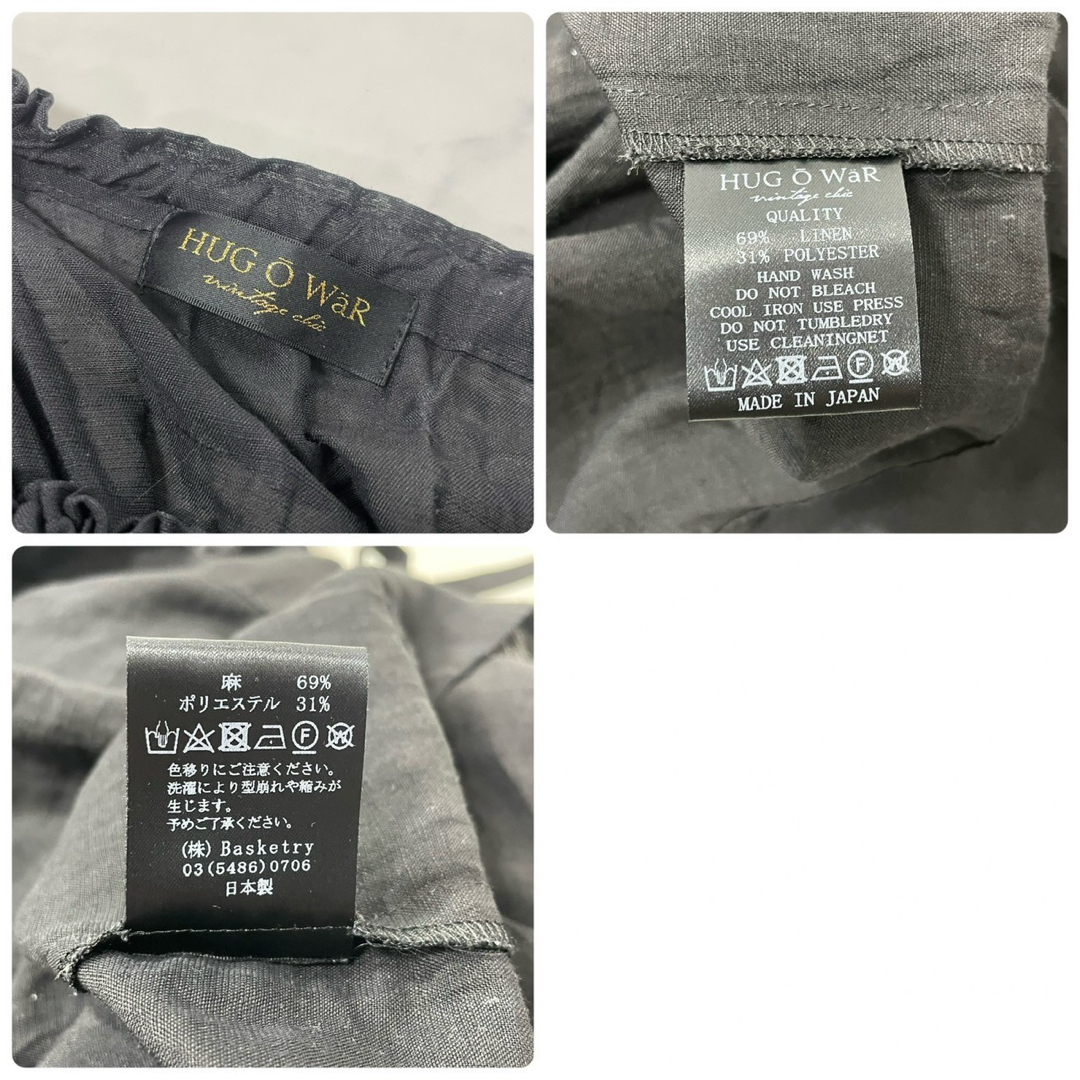 HUG Ō WäR
vintage chic
HUG Ō WäR
vintage chic
QUALITY
69% LINEN
31% POLYESTER
HAND WASH
DO NOT BLEACH
COOL IRON USE PRESS
DO NOT TUMBLEDRY
USE CLEANINGNET
F W
MADE IN JAPAN
麻 69%
ポリエステル 31%
F W
色移りにご注意ください。
洗濯により型崩れや縮みが
生じます。
予めご了承ください。
(株) Basketry
03(5486)0706
日本製